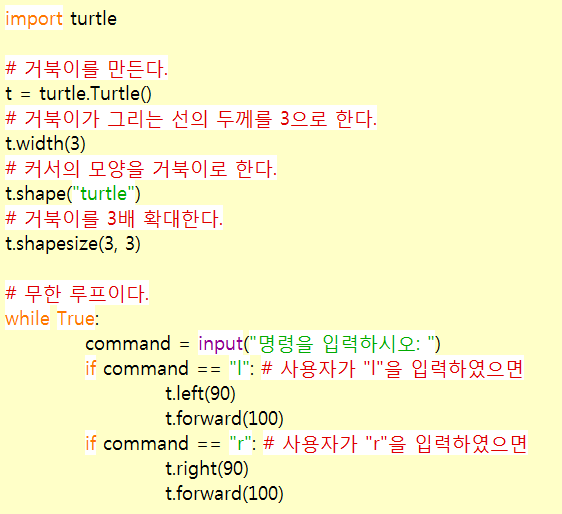 import turtle
# 거북이를 만든다.
t = turtle.Turtle()
# 거북이가 그리는 선의 두께를 3으로 한다.
t.width(3)
# 커서의 모양을 거북이로 한다.
t.shape("turtle")
# 거북이를 3배 확대한다.
t.shapesize(3, 3)
# 무한 루프이다.
while True:
command = input("명령을 입력하시오: ")
if command == "l": # 사용자가 "l"을 입력하였으면
t.left(90)
t.forward(100)
if command == "r": # 사용자가 "r"을 입력하였으면
t.right(90)
t.forward(100)